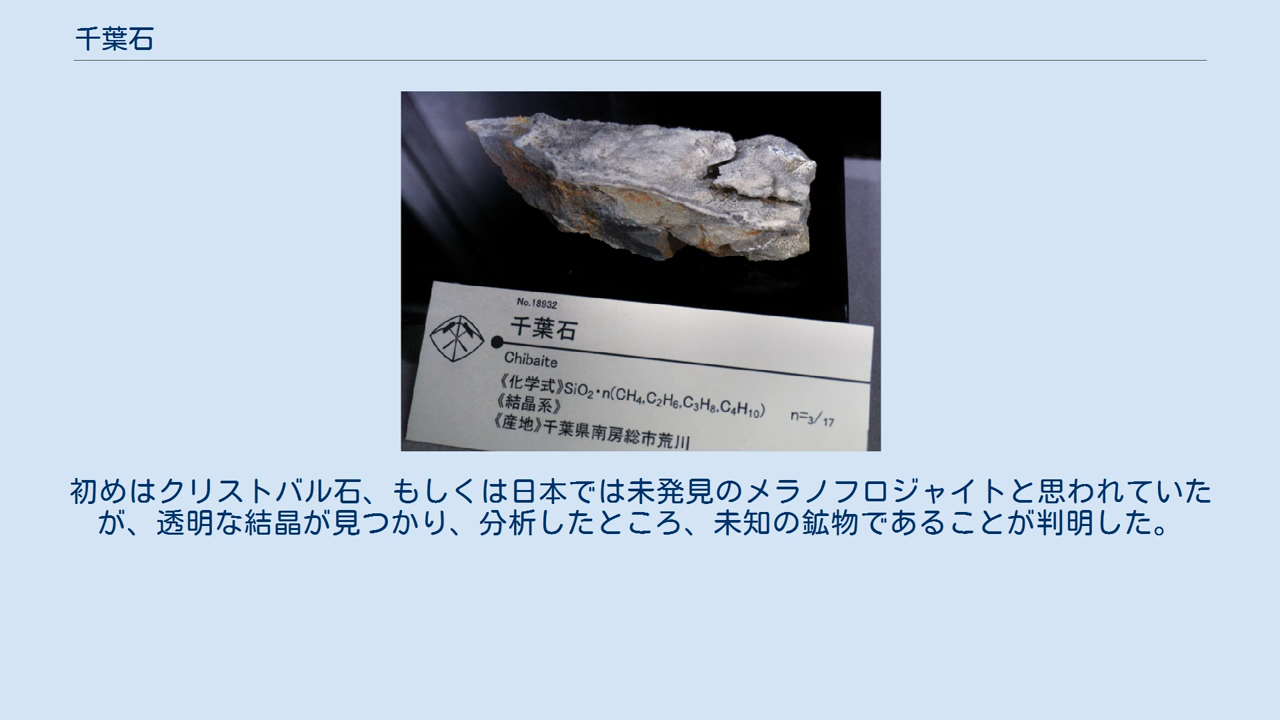 千葉石
No.18932
千葉石
Chibaite
《化学式》SiO₂・n(CH₄,C₂H₆,C₃H₈,C₄H₁₀)　n=3/17
《結晶系》
《産地》千葉県南房総市荒川
初めはクリストバル石、もしくは日本では未発見のメラノフロジャイトと思われていた
が、透明な結晶が見つかり、分析したところ、未知の鉱物であることが判明した。